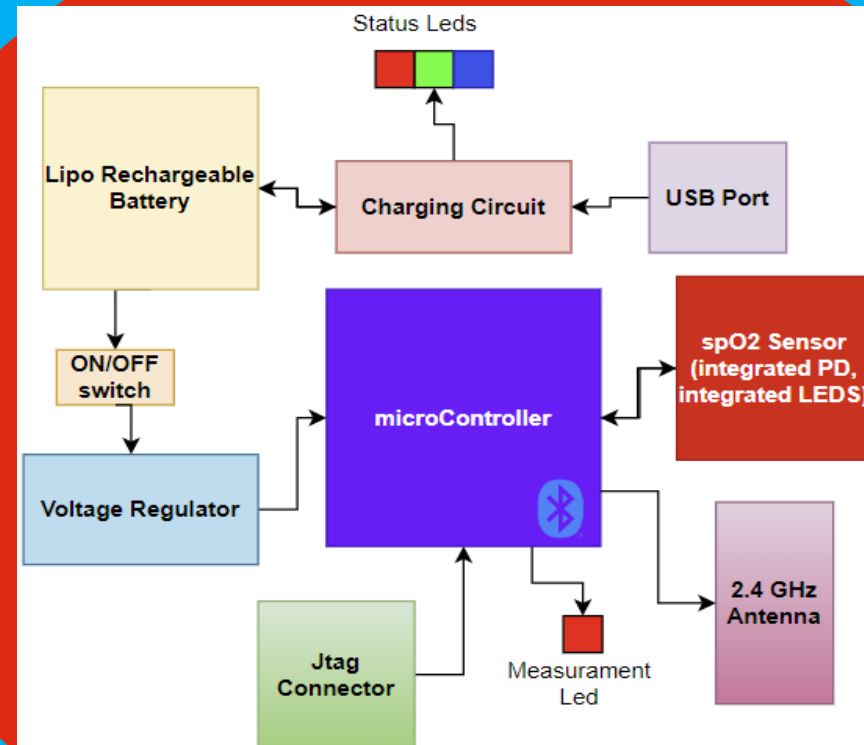 Status Leds
Lipo Rechargeable
Battery
Charging Circuit
USB Port
ON/OFF
switch
microController
spO2 Sensor
(integrated PD,
integrated LEDS)
Voltage Regulator
2.4 GHz
Antenna
Jtag
Connector
Measurament
Led